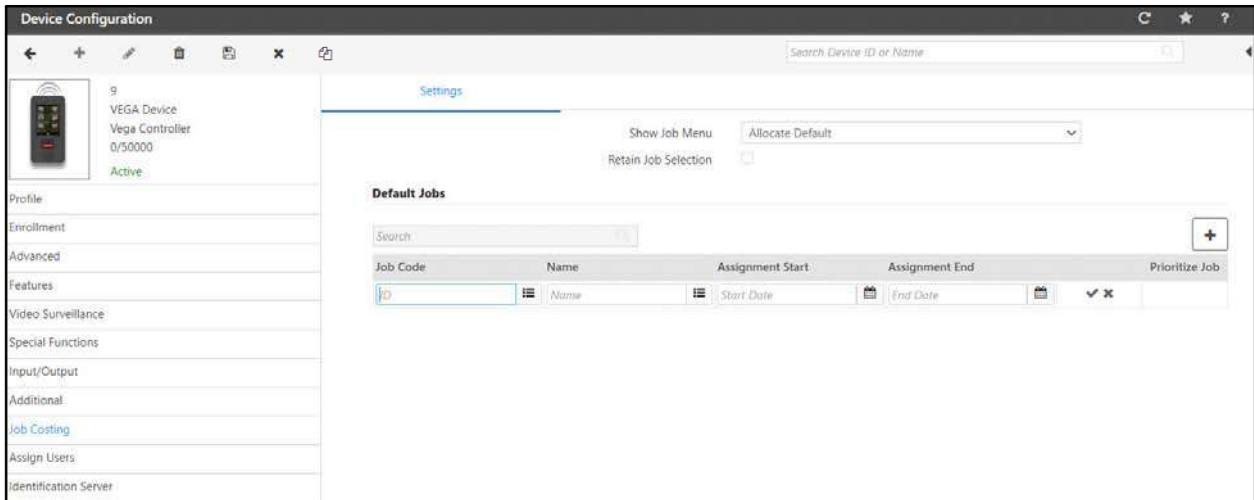 Device Configuration
?
Search Device ID or Name
9
VEGA Device
Vega Controller
0/50000
Active
Profile
Enrollment
Advanced
Features
Video Surveillance
Special Functions
Input/Output
Additional
Job Costing
Assign Users
Identification Server
Settings
Show Job Menu Allocate Default
Retain Job Selection
Default Jobs
Search
Job Code Name Assignment Start Assignment End Prioritize Job
ID Name Start Date End Date